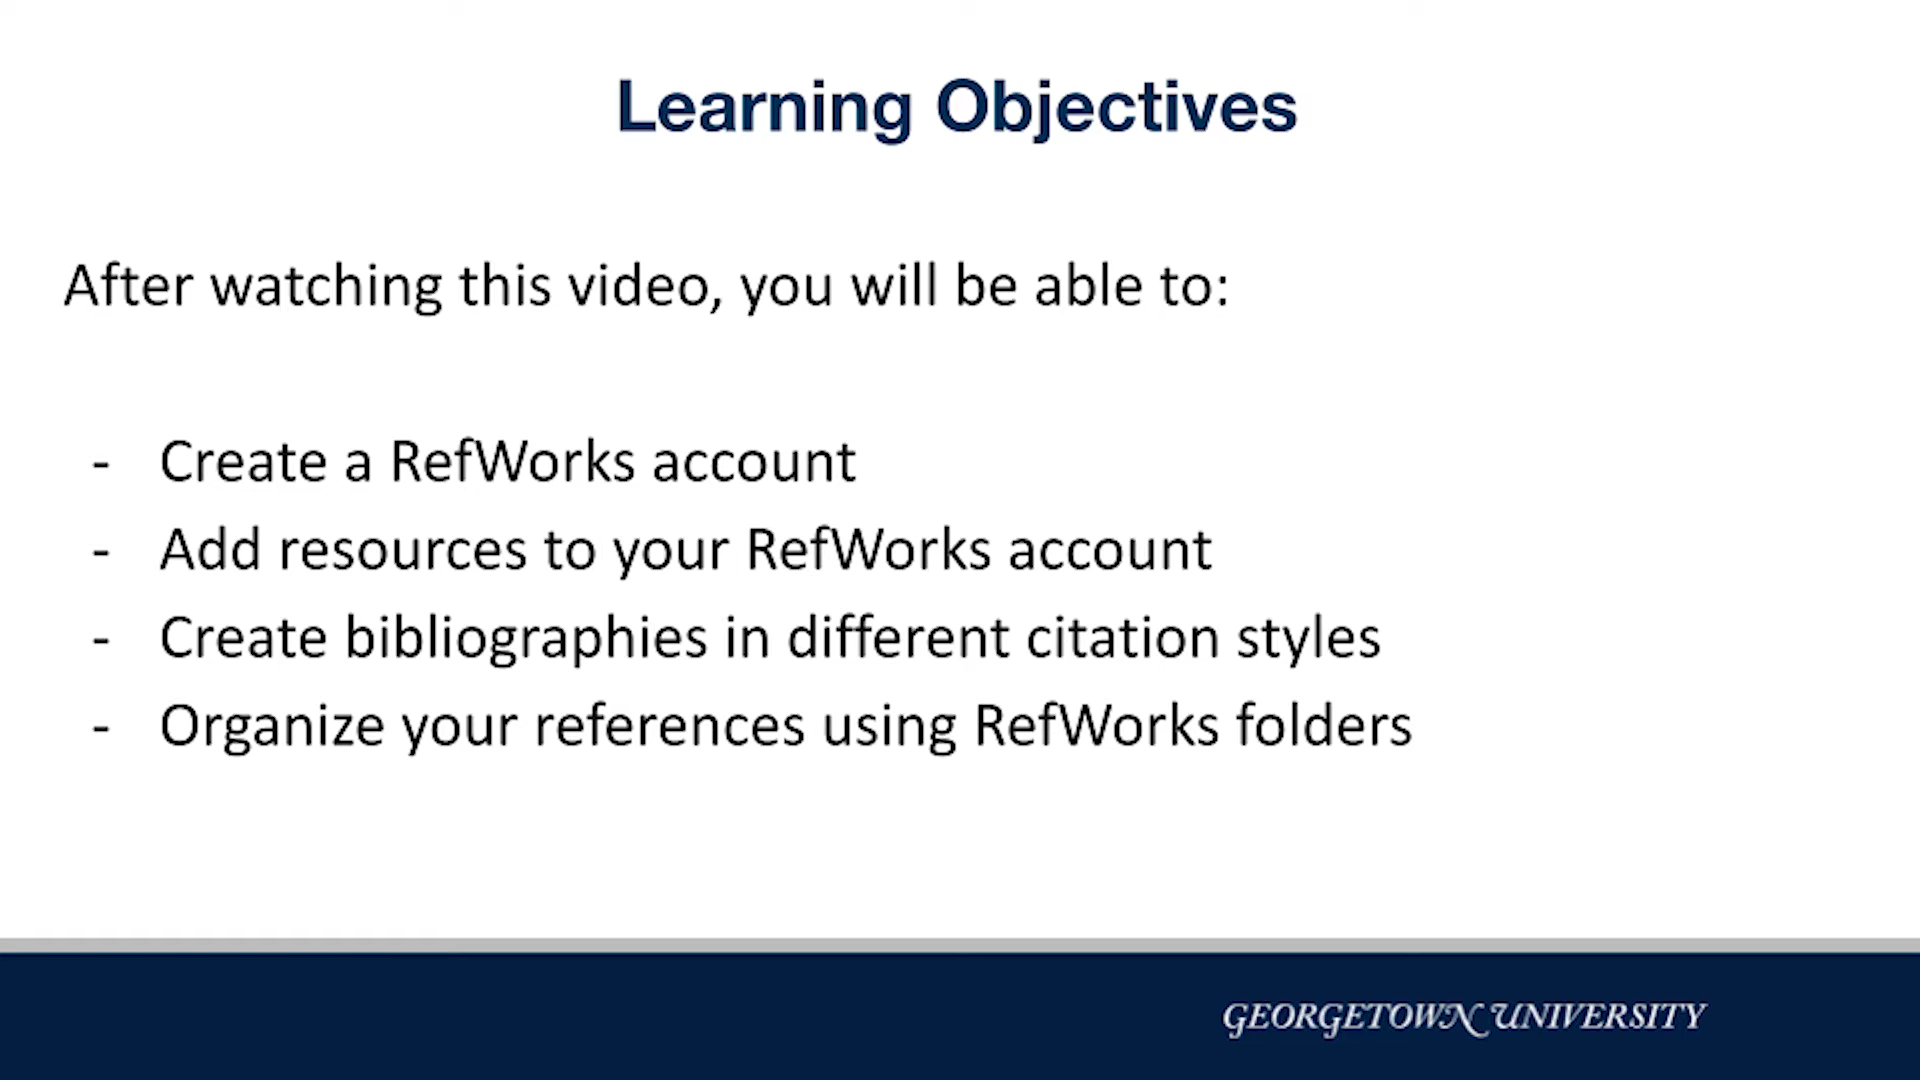 Learning Objectives
After watching this video, you will be able to:
- Create a RefWorks account
- Add resources to your RefWorks account
- Create bibliographies in different citation styles
- Organize your references using RefWorks folders
GEORGETOWN UNIVERSITY